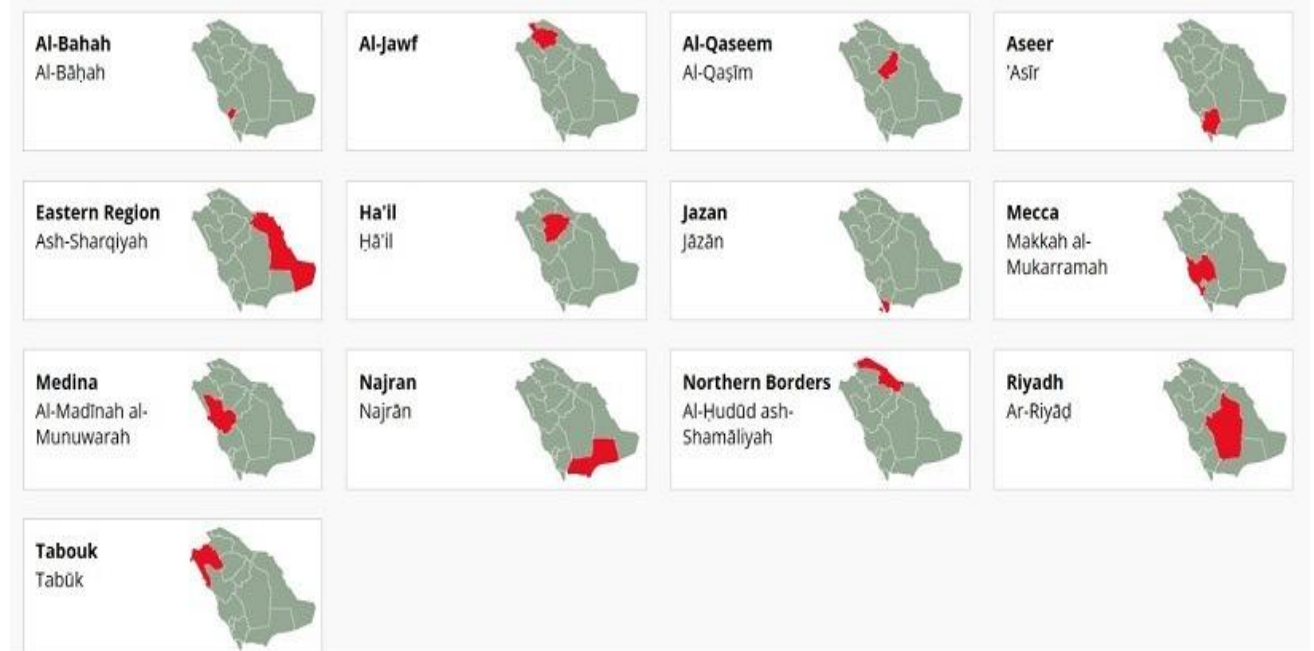 Al-Bahah
Al-Bāḥah
Al-Jawf
Al-Qaseem
Al-Qaşīm
Aseer
'Asīr
Eastern Region
Ash-Sharqiyah
Ha'il
Ḥā'il
Jazan
Jāzān
Mecca
Makkah al-
Mukarramah
Medina
Al-Madīnah al-
Munuwarah
Najran
Najrān
Northern Borders
Al-Ḥudūd ash-
Shamāliyah
Riyadh
Ar-Riyāḍ
Tabouk
Tabūk